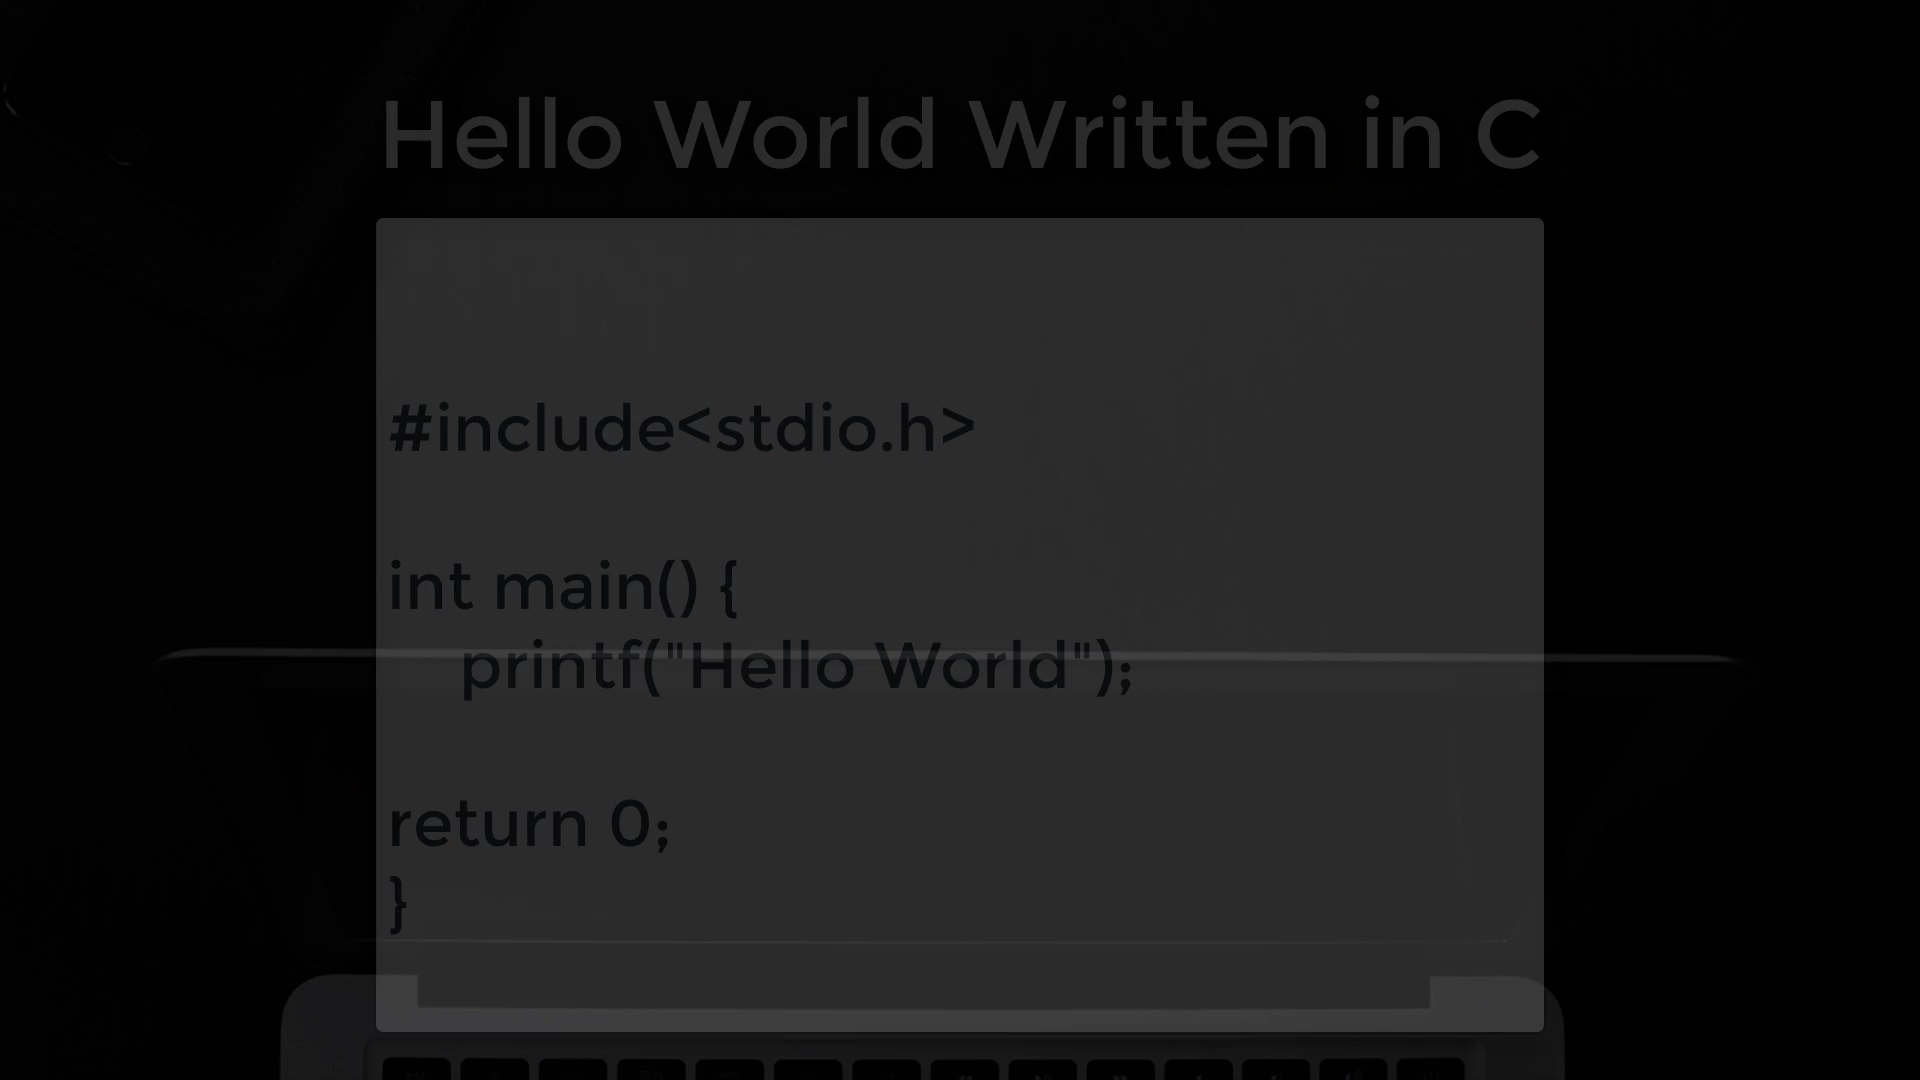 Hello World Written in C
#include<stdio.h>
int main() {
printf("Hello World");
return 0;
}